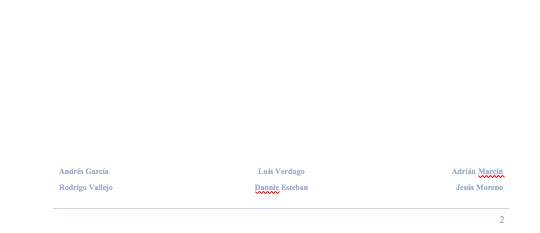 Andrés García Luis Verdugo Adrián Marcín
Rodrigo Vallejo Dannie Esteban Jesús Moreno
2